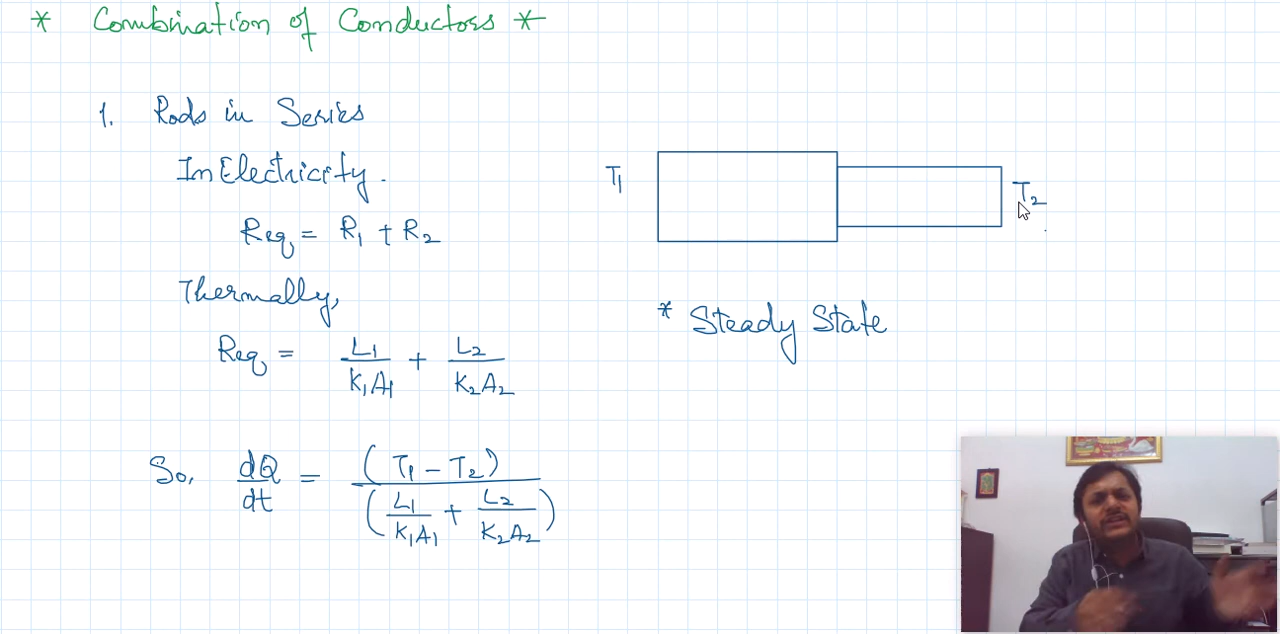 * Combination of Conductors *
1. Rods in Series
In Electricity.
Req = R₁ + R₂
Thermally,
Req = L₁/K₁A₁ + L₂/K₂A₂
So, dQ/dt = (T₁ - T₂) / (L₁/K₁A₁ + L₂/K₂A₂)
T₁
T₂
* Steady State